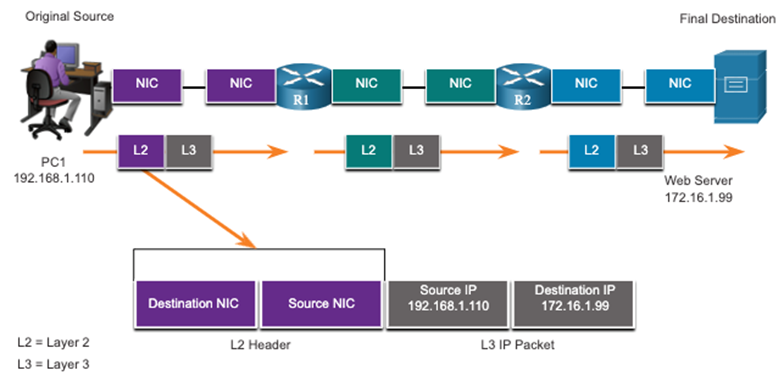 Original Source
Final Destination
NIC
NIC
R1
NIC
NIC
R2
NIC
NIC
L2
L3
L2
L3
L2
L3
PC1
192.168.1.110
Web Server
172.16.1.99
Destination NIC
Source NIC
Source IP
192.168.1.110
Destination IP
172.16.1.99
L2 = Layer 2
L2 Header
L3 IP Packet
L3 = Layer 3